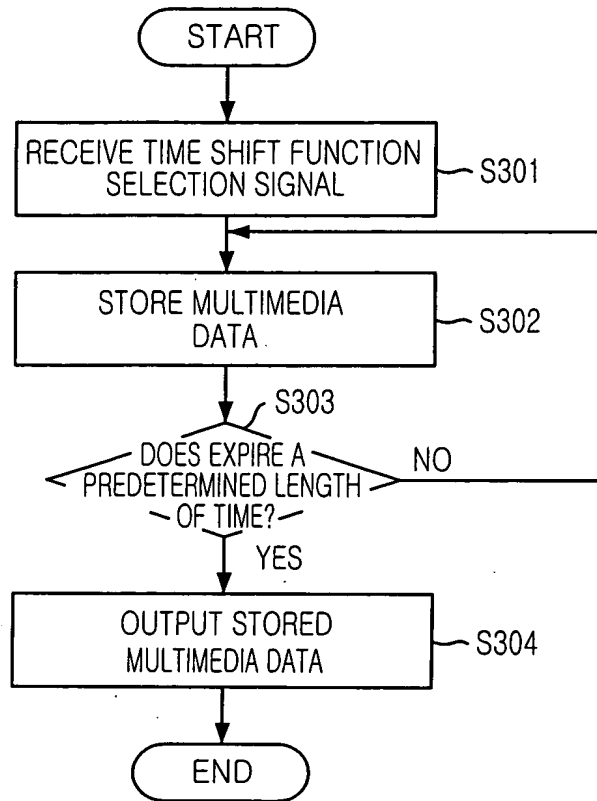 START
RECEIVE TIME SHIFT FUNCTION
SELECTION SIGNAL
S301
STORE MULTIMEDIA
DATA
S302
S303
DOES EXPIRE A
PREDETERMINED LENGTH
OF TIME?
NO
YES
OUTPUT STORED
MULTIMEDIA DATA
S304
END